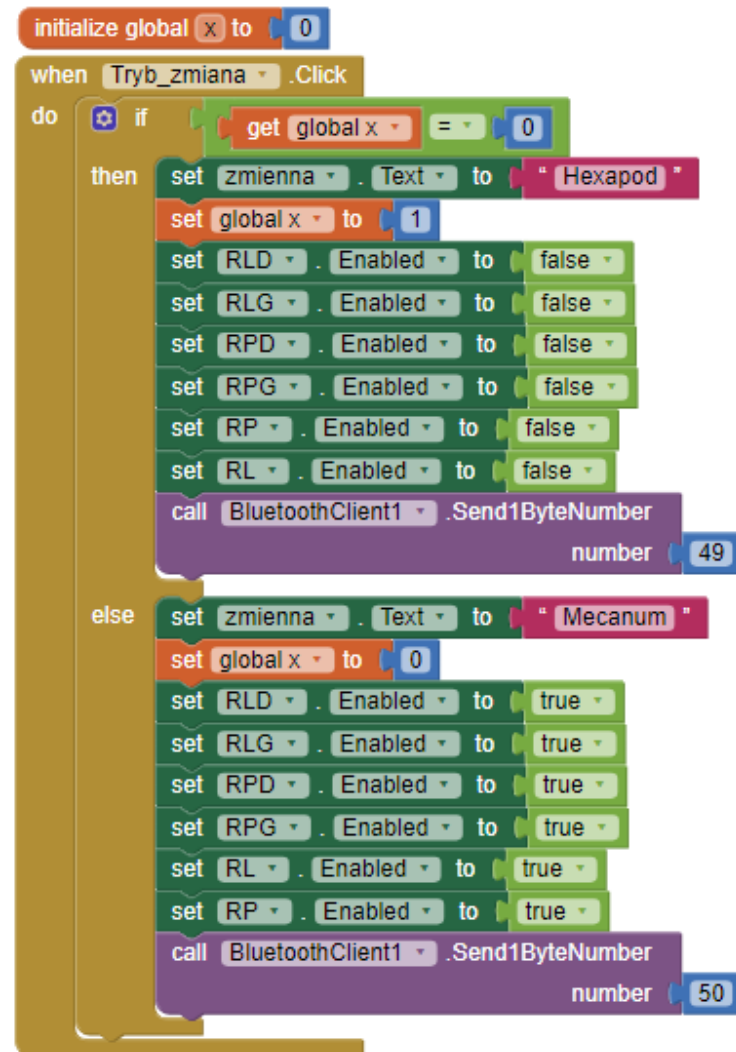 initialize global x to 0
when Tryb_zmiana .Click
do if get global x = 0
then set zmienna . Text to " Hexapod "
set global x to 1
set RLD . Enabled to false
set RLG . Enabled to false
set RPD . Enabled to false
set RPG . Enabled to false
set RP . Enabled to false
set RL . Enabled to false
call BluetoothClient1 .Send1ByteNumber
number 49
else set zmienna . Text to " Mecanum "
set global x to 0
set RLD . Enabled to true
set RLG . Enabled to true
set RPD . Enabled to true
set RPG . Enabled to true
set RL . Enabled to true
set RP . Enabled to true
call BluetoothClient1 .Send1ByteNumber
number 50